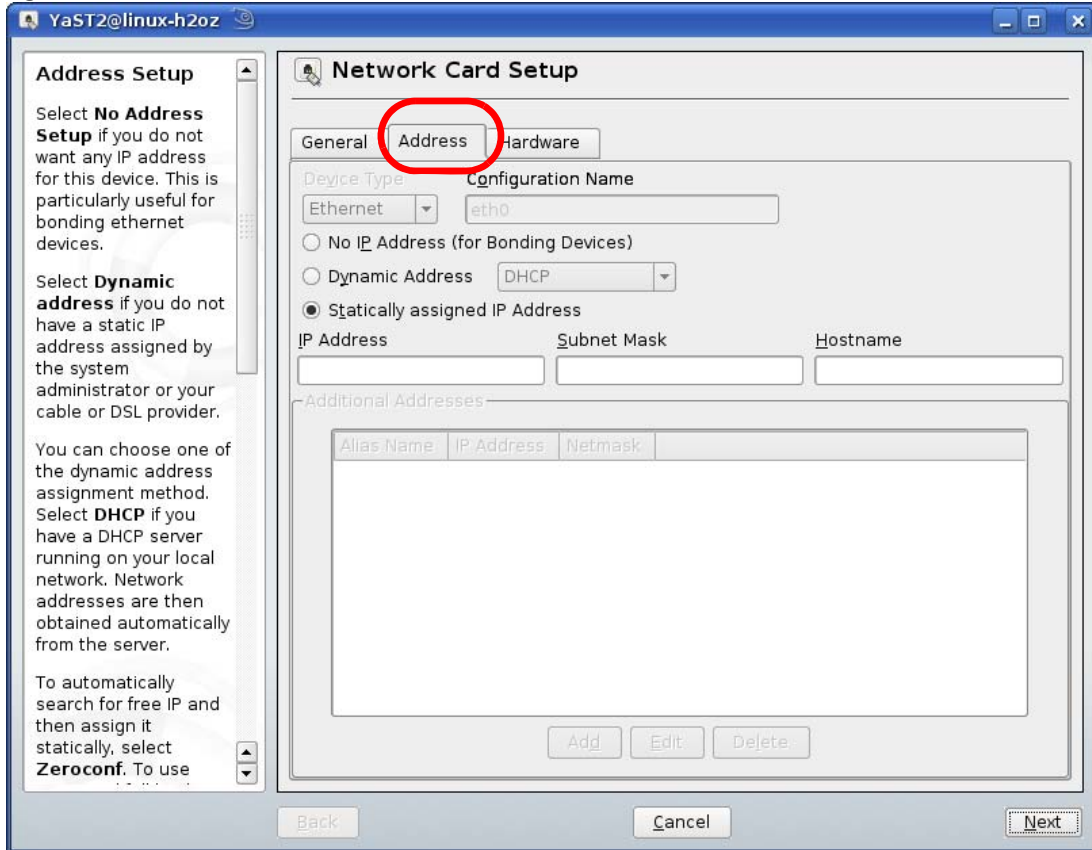 YaST2@linux-h2oz
Address Setup
Select No Address
Setup if you do not
want any IP address
for this device. This is
particularly useful for
bonding ethernet
devices.
Select Dynamic
address if you do not
have a static IP
address assigned by
the system
administrator or your
cable or DSL provider.
You can choose one of
the dynamic address
assignment method.
Select DHCP if you
have a DHCP server
running on your local
network. Network
addresses are then
obtained automatically
from the server.
To automatically
search for free IP and
then assign it
statically, select
Zeroconf. To use
Network Card Setup
General Address Hardware
Device Type Configuration Name
Ethernet eth0
No IP Address (for Bonding Devices)
Dynamic Address DHCP
Statically assigned IP Address
IP Address Subnet Mask Hostname
Additional Addresses
Alias Name IP Address Netmask
Add Edit Delete
Back Cancel Next